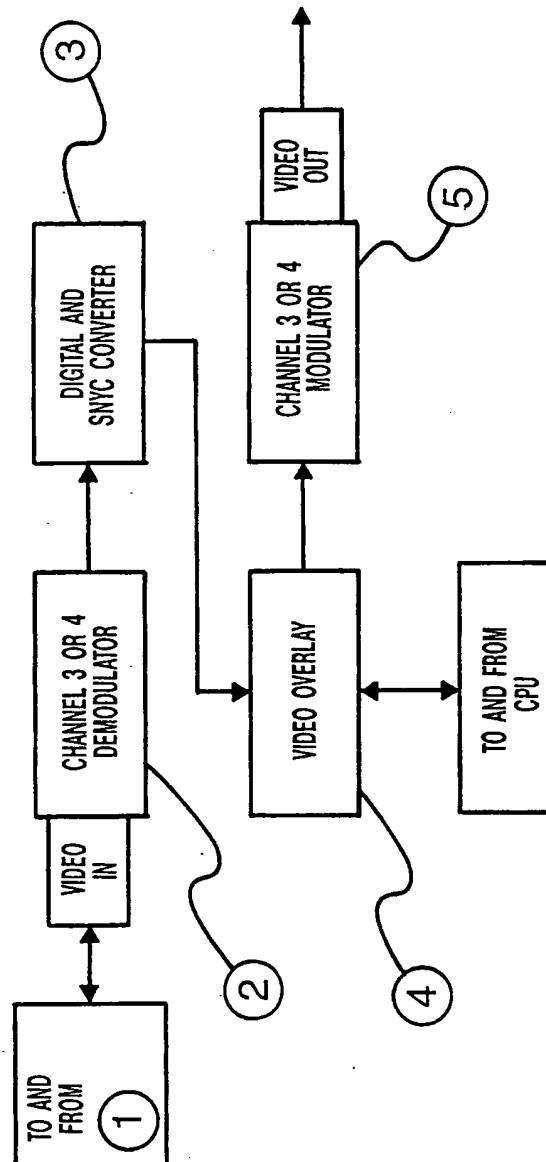 TO AND
FROM
1
VIDEO
IN
CHANNEL 3 OR 4
DEMODULATOR
2
DIGITAL AND
SNYC CONVERTER
3
VIDEO OVERLAY
4
TO AND FROM
CPU
CHANNEL 3 OR 4
MODULATOR
5
VIDEO
OUT